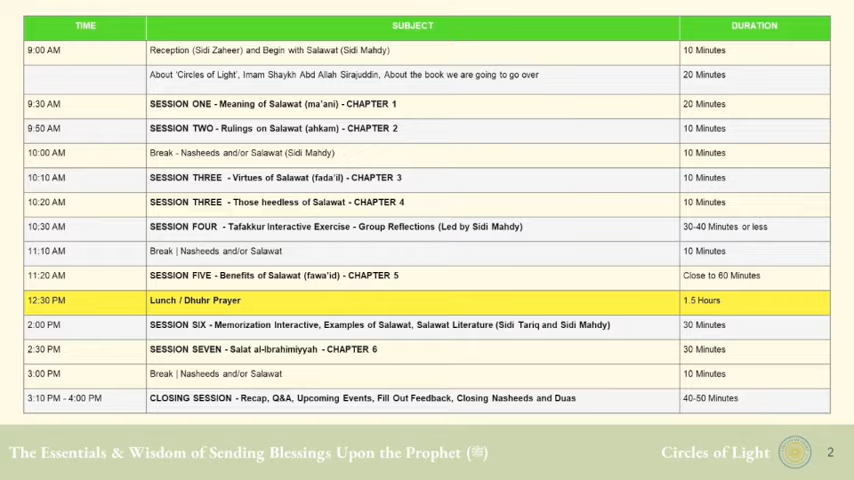 TIME SUBJECT DURATION
9:00 AM Reception (Sidi Zaheer) and Begin with Salawat (Sidi Mahdy) 10 Minutes
About ‘Circles of Light’, Imam Shaykh Abd Allah Sirajuddin, About the book we are going to go over 20 Minutes
9:30 AM SESSION ONE - Meaning of Salawat (ma'ani) - CHAPTER 1 20 Minutes
9:50 AM SESSION TWO - Rulings on Salawat (ahkam) - CHAPTER 2 10 Minutes
10:00 AM Break - Nasheeds and/or Salawat (Sidi Mahdy) 10 Minutes
10:10 AM SESSION THREE - Virtues of Salawat (fada'il) - CHAPTER 3 10 Minutes
10:20 AM SESSION THREE - Those heedless of Salawat - CHAPTER 4 10 Minutes
10:30 AM SESSION FOUR - Tafakkur Interactive Exercise - Group Reflections (Led by Sidi Mahdy) 30-40 Minutes or less
11:10 AM Break | Nasheeds and/or Salawat 10 Minutes
11:20 AM SESSION FIVE - Benefits of Salawat (fawa'id) - CHAPTER 5 Close to 60 Minutes
12:30 PM Lunch / Dhuhr Prayer 1.5 Hours
2:00 PM SESSION SIX - Memorization Interactive, Examples of Salawat, Salawat Literature (Sidi Tariq and Sidi Mahdy) 30 Minutes
2:30 PM SESSION SEVEN - Salat al-Ibrahimiyyah - CHAPTER 6 30 Minutes
3:00 PM Break | Nasheeds and/or Salawat 10 Minutes
3:10 PM - 4:00 PM CLOSING SESSION - Recap, Q&A, Upcoming Events, Fill Out Feedback, Closing Nasheeds and Duas 40-50 Minutes
The Essentials & Wisdom of Sending Blessings Upon the Prophet (ﷺ) Circles of Light 2